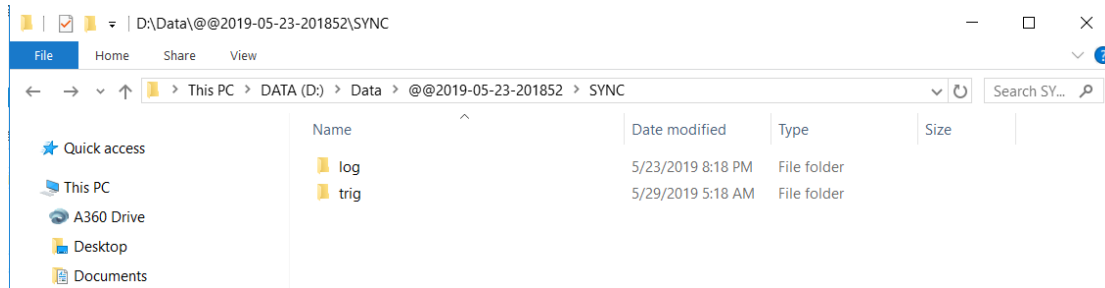 D:\Data\@@2019-05-23-201852\SYNC
File Home Share View
This PC > DATA (D:) > Data > @@2019-05-23-201852 > SYNC
Search SY...
Name Date modified Type Size
Quick access
log 5/23/2019 8:18 PM File folder
This PC
trig 5/29/2019 5:18 AM File folder
A360 Drive
Desktop
Documents